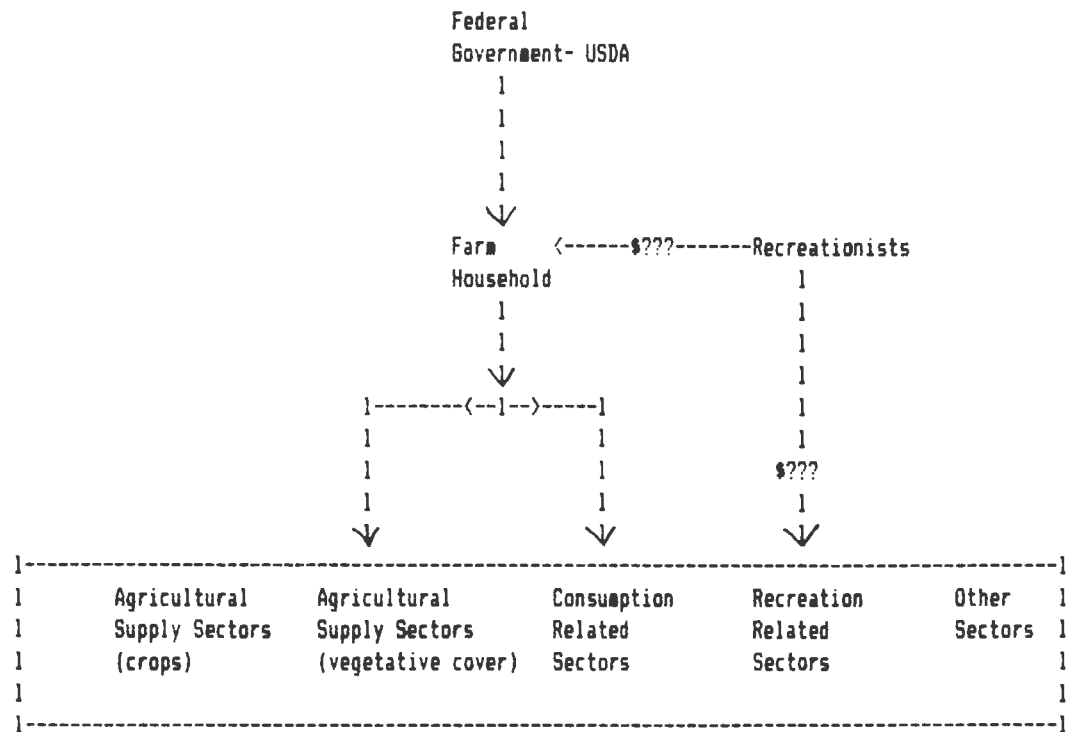 Federal
Government- USDA
Farm <------$???-------Recreationists
Household
$???
Agricultural Agricultural Consumption Recreation Other
Supply Sectors Supply Sectors Related Related Sectors
(crops) (vegetative cover) Sectors Sectors